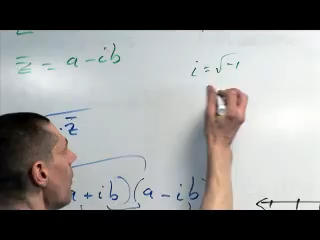 z̄ = a - ib
i = √-1
· z̄
a + ib)(a - ib